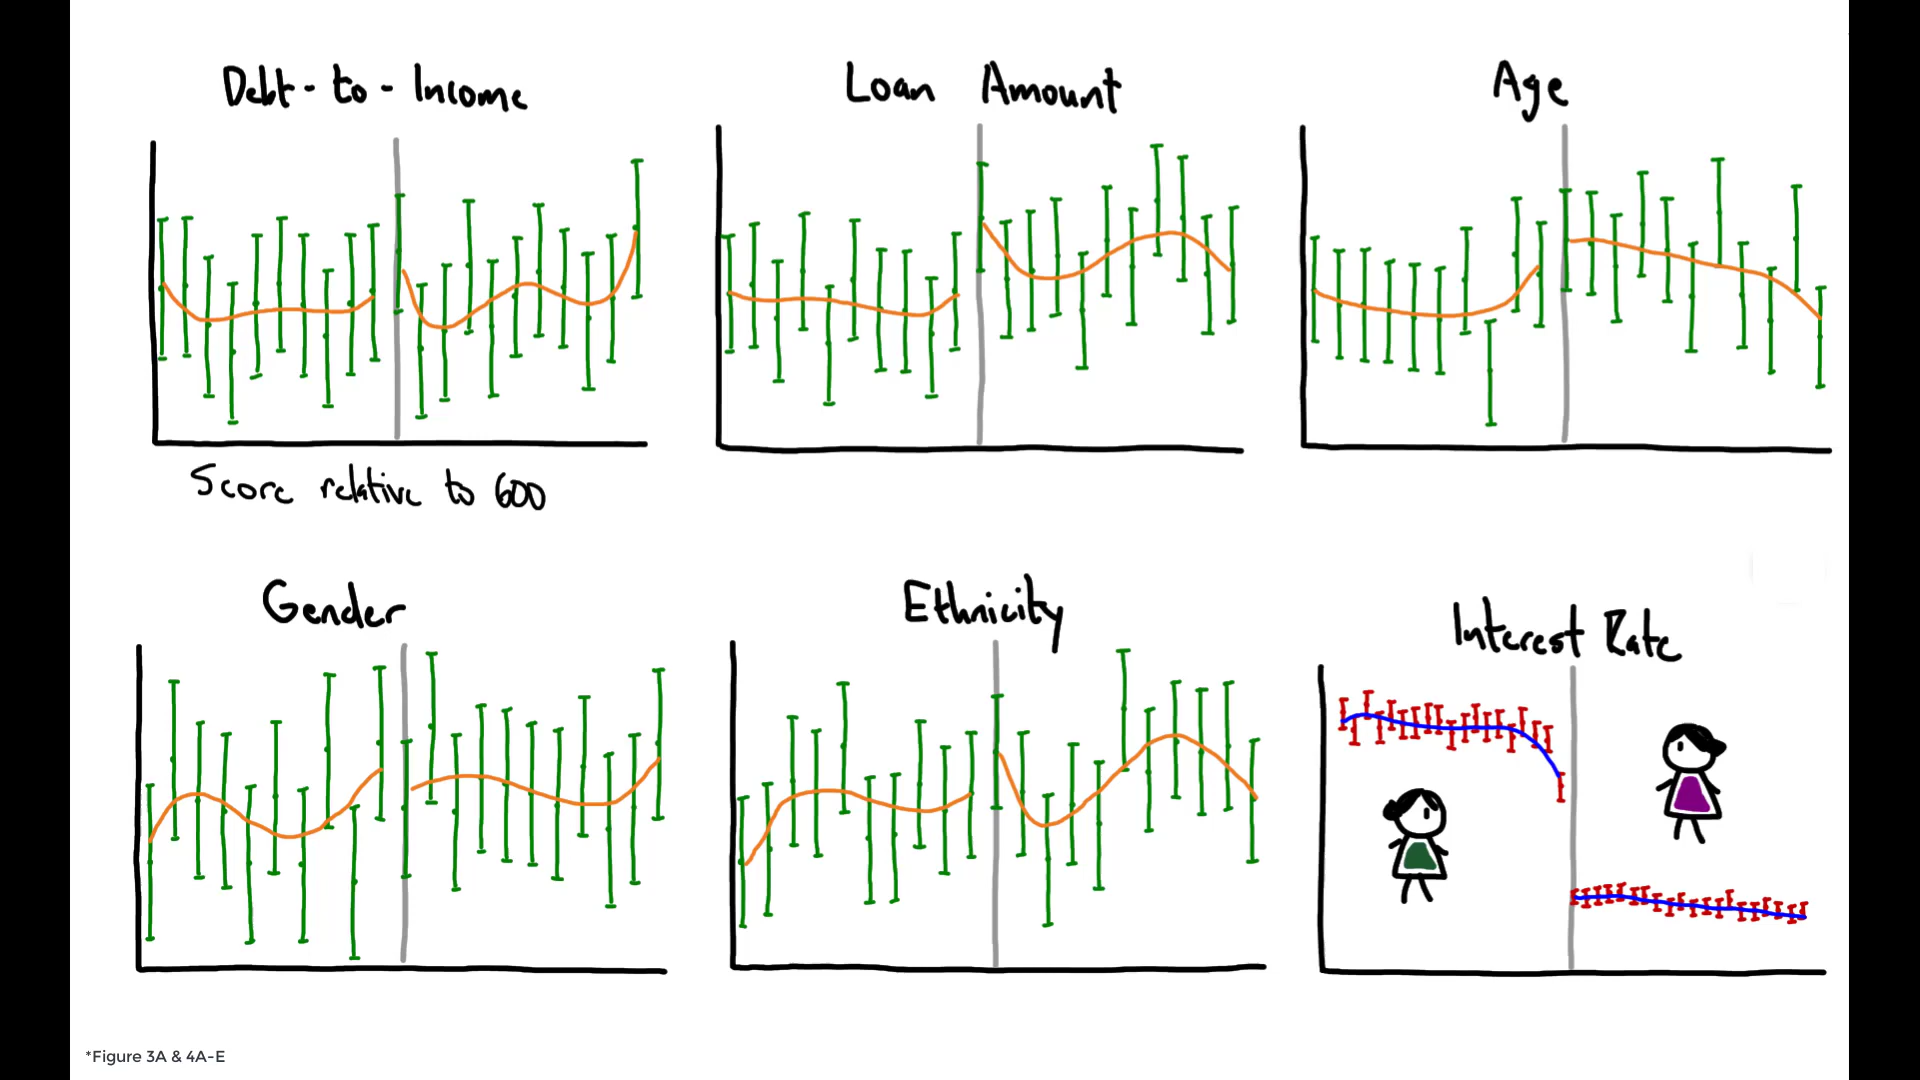 Debt-to-Income
Loan Amount
Age
Score relative to 600
Gender
Ethnicity
Interest Rate
*Figure 3A & 4A-E